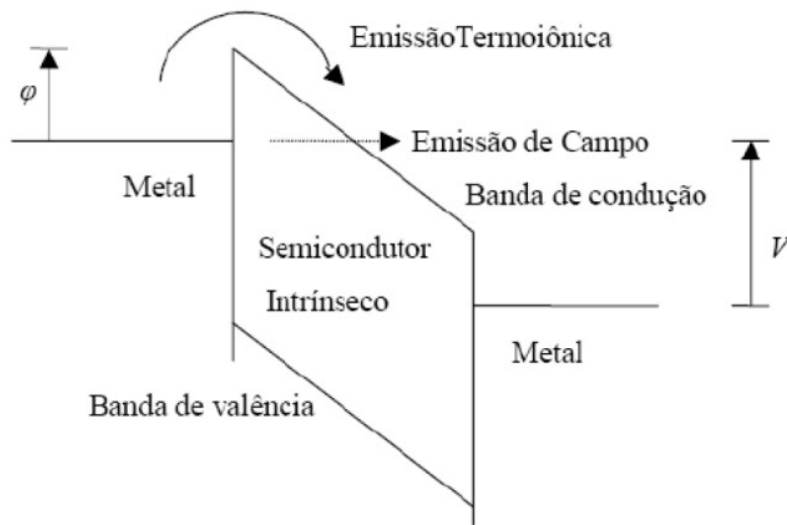 EmissãoTermoiônica
φ
Emissão de Campo
Metal
Banda de condução
Semicondutor
V
Intrínseco
Metal
Banda de valência